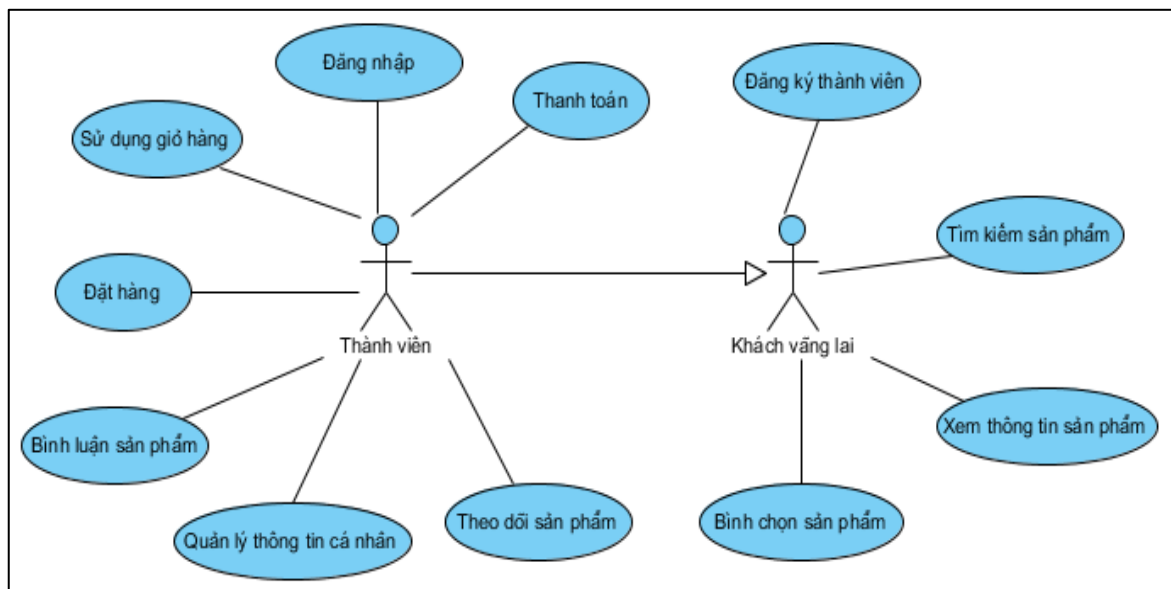 Đăng nhập
Thanh toán
Đăng ký thành viên
Sử dụng giỏ hàng
Tìm kiếm sản phẩm
Đặt hàng
Thành viên
Khách vãng lai
Bình luận sản phẩm
Xem thông tin sản phẩm
Quản lý thông tin cá nhân
Theo dõi sản phẩm
Bình chọn sản phẩm